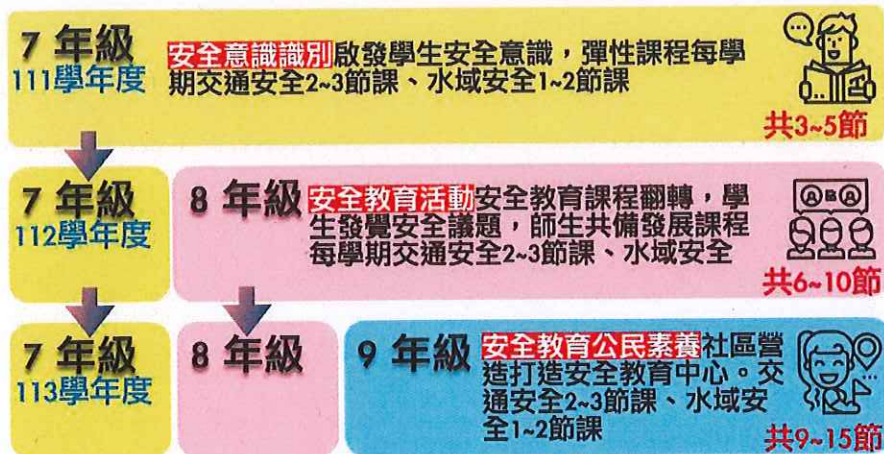 7 年級
111學年度
安全意識識別啟發學生安全意識，彈性課程每學
期交通安全2~3節課、水域安全1~2節課
共3~5節
7 年級
112學年度
8 年級
安全教育活動安全教育課程翻轉，學
生發覺安全議題，師生共備發展課程
每學期交通安全2~3節課、水域安全
共6~10節
7 年級
113學年度
8 年級
9 年級
安全教育公民素養社區營
造打造安全教育中心。交
通安全2~3節課、水域安
全1~2節課
共9~15節